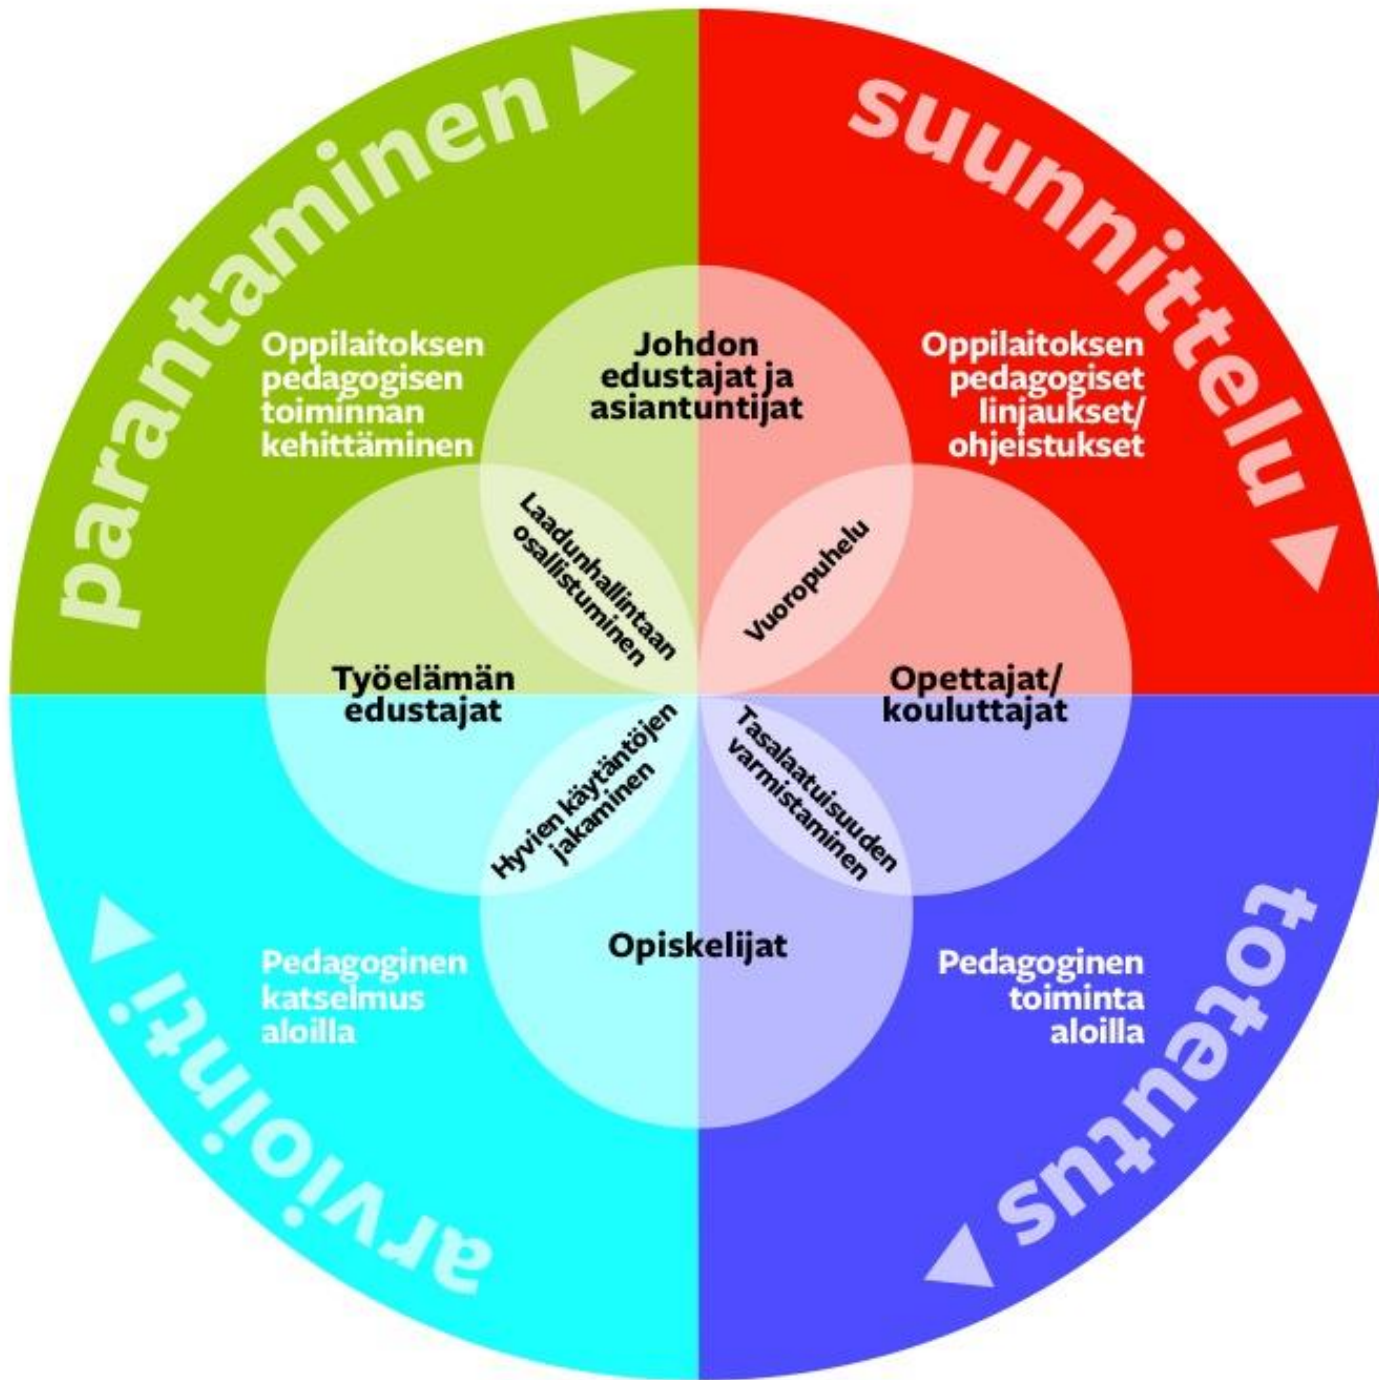 parantaminen
suunnittelu
Oppilaitoksen
pedagogisen
toiminnan
kehittäminen
Johdon
edustajat ja
asiantuntijat
Oppilaitoksen
pedagogiset
linjaukset/
ohjeistukset
Laadunhallintaan
osallistuminen
Vuoropuhelu
Työelämän
edustajat
Opettajat/
kouluttajat
Hyvien käytäntöjen
jakaminen
Tasalaatuisuuden
varmistaminen
Opiskelijat
Pedagoginen
katselmus
aloilla
Pedagoginen
toiminta
aloilla
arviointi
toteutus